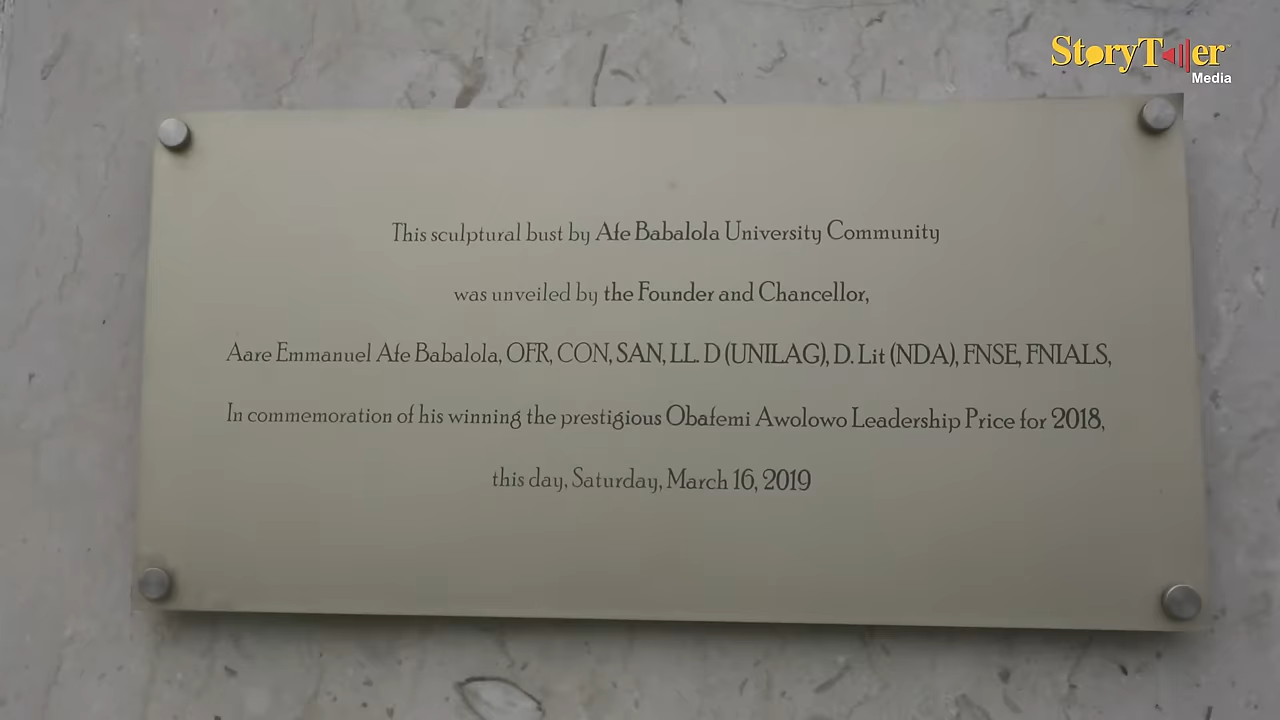 StoryTeller
Media
This sculptural bust by Afe Babalola University Community
was unveiled by the Founder and Chancellor,
Aare Emmanuel Afe Babalola, OFR, CON, SAN, LL. D (UNILAG), D. Lit (NDA), FNSE, FNIALS,
In commemoration of his winning the prestigious Obafemi Awolowo Leadership Price for 2018,
this day, Saturday, March 16, 2019